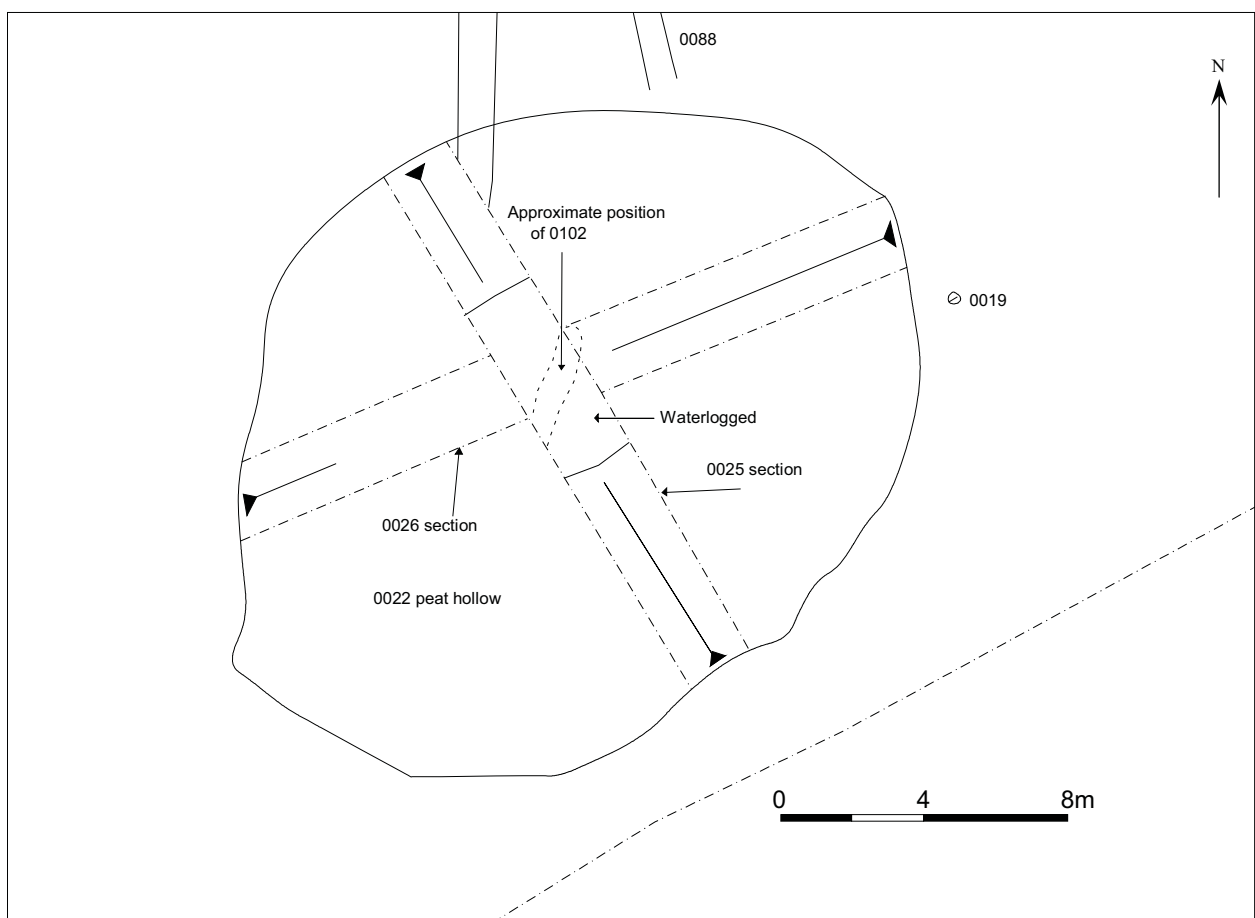 0088
N
Approximate position
of 0102
0019
Waterlogged
0025 section
0026 section
0022 peat hollow
0 4 8m